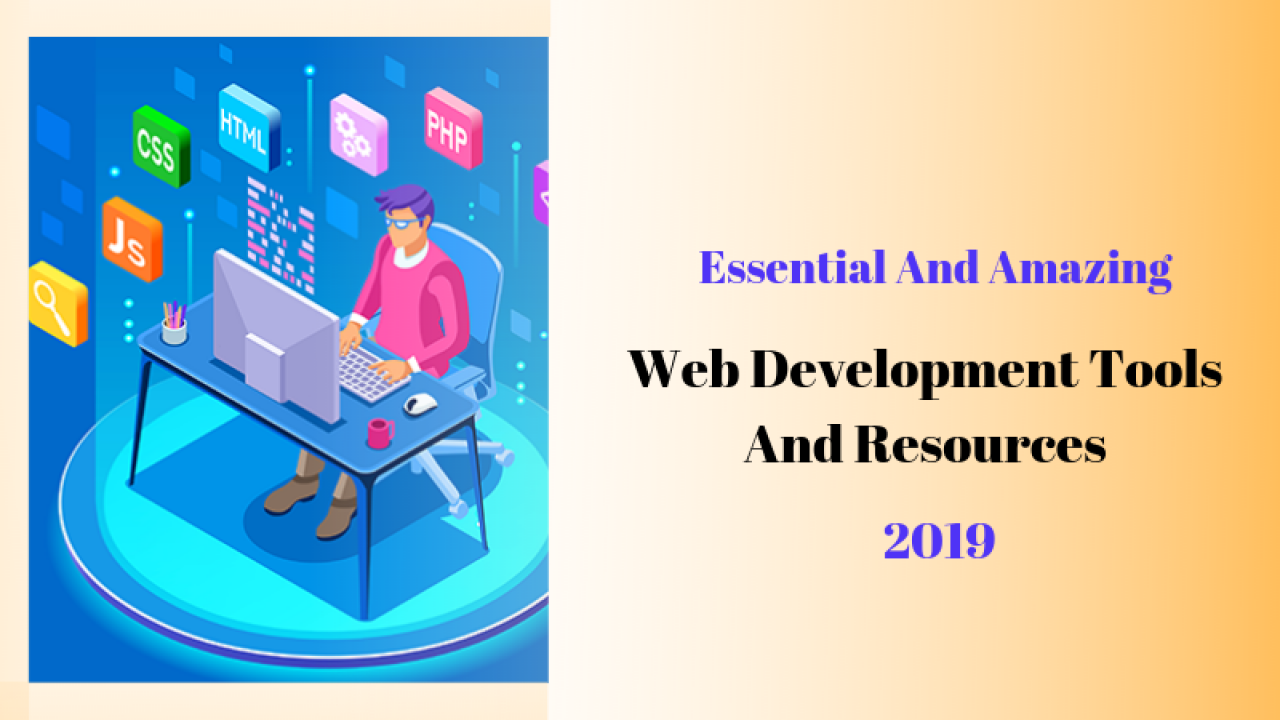 CSS
HTML
PHP
Js
Essential And Amazing
Web Development Tools
And Resources
2019